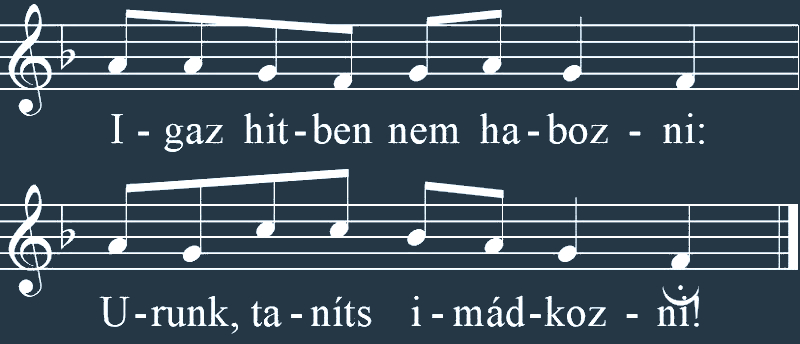 I - gaz hit - ben nem ha - boz - ni:
U - runk, ta - níts i - mád - koz - ni!